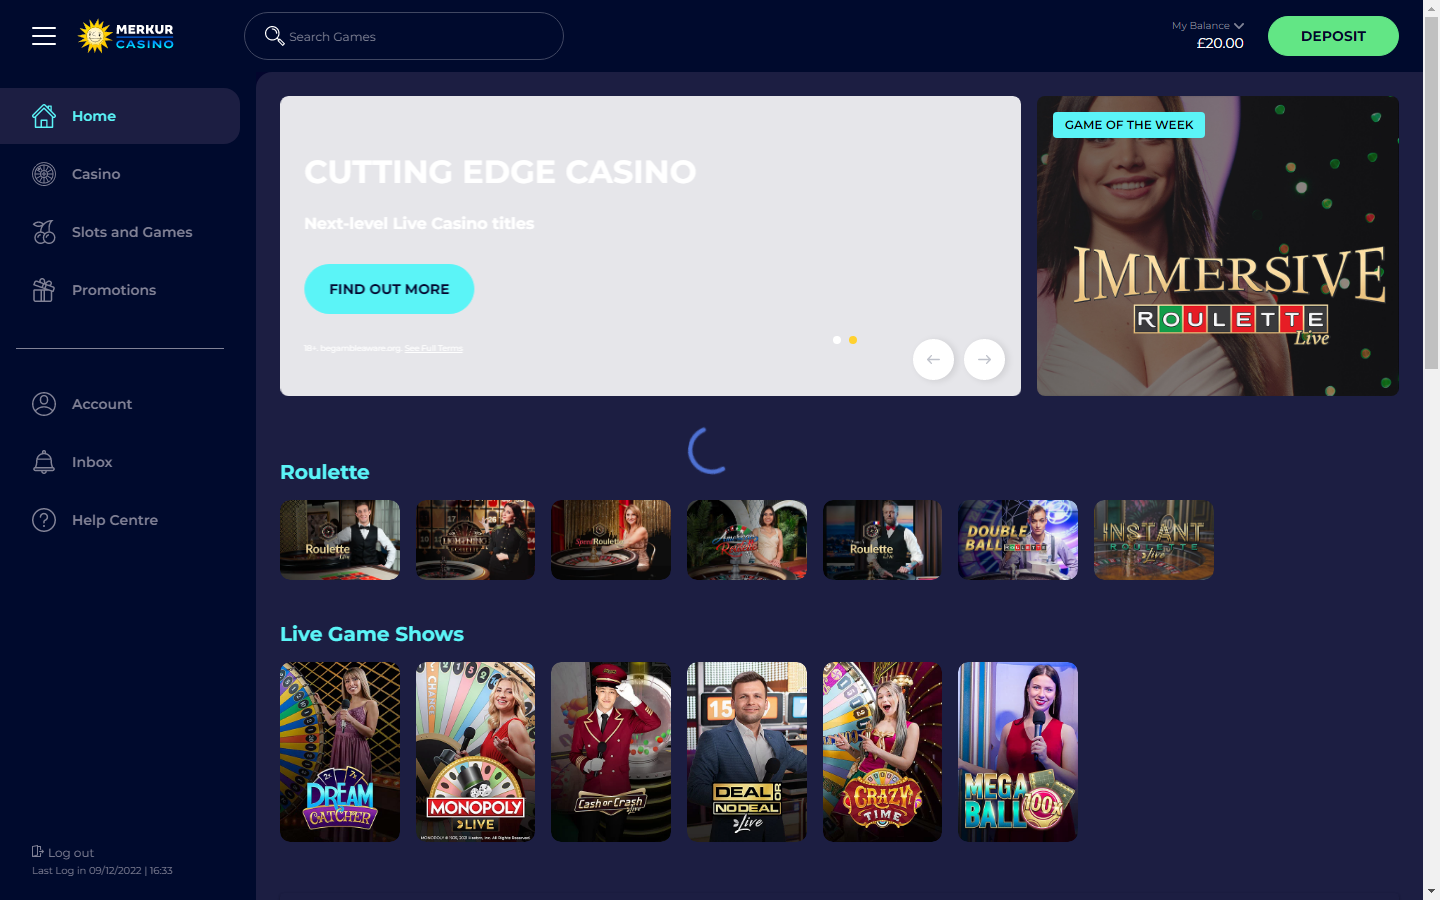 MERKUR
CASINO
Search Games
My Balance
£20.00
DEPOSIT
Home
Casino
Slots and Games
Promotions
Account
Inbox
Help Centre
Log out
Last Log in 09/12/2022 | 16:33
CUTTING EDGE CASINO
Next-level Live Casino titles
FIND OUT MORE
18+. begambleaware.org. See Full Terms
GAME OF THE WEEK
IMMERSIVE
ROULETTE
Live
Roulette
Roulette
LIVE
LIGHTNING
ROULETTE
Speed Roulette
American
Roulette
Roulette
LIVE
DOUBLE
BALL
ROULETTE
INSTANT
ROULETTE
Live
Live Game Shows
DREAM
CATCHER
MONOPOLY
LIVE
Cash or Crash
Live
DEAL OR
NO DEAL
Live
CRAZY
TIME
MEGA
BALL
100x